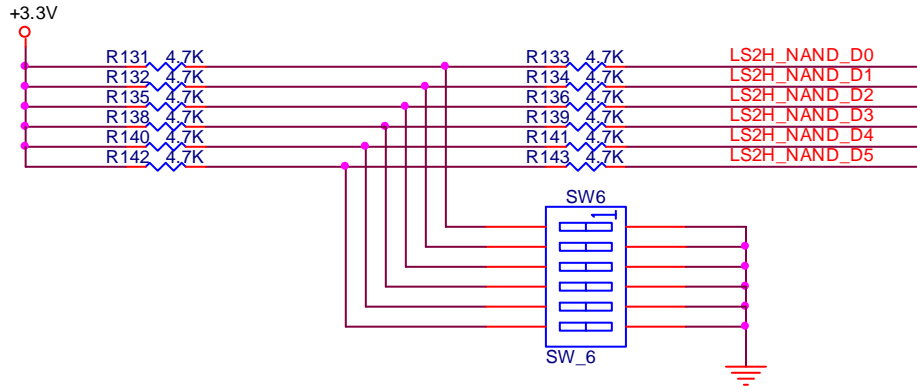 +3.3V
R131 4.7K R133 4.7K LS2H_NAND_D0
R132 4.7K R134 4.7K LS2H_NAND_D1
R135 4.7K R136 4.7K LS2H_NAND_D2
R138 4.7K R139 4.7K LS2H_NAND_D3
R140 4.7K R141 4.7K LS2H_NAND_D4
R142 4.7K R143 4.7K LS2H_NAND_D5
SW6
1
SW_6